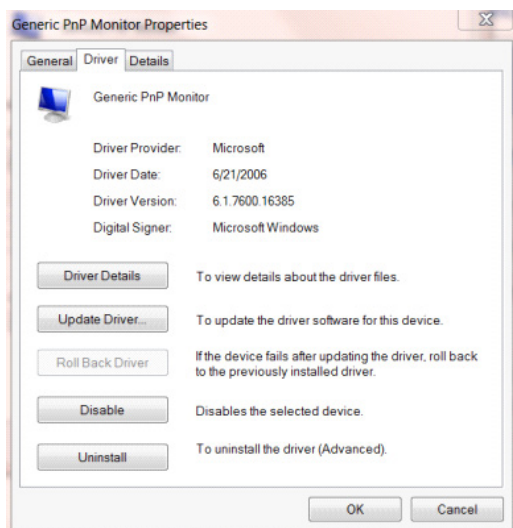 Generic PnP Monitor Properties
General Driver Details
Generic PnP Monitor
Driver Provider: Microsoft
Driver Date: 6/21/2006
Driver Version: 6.1.7600.16385
Digital Signer: Microsoft Windows
Driver Details To view details about the driver files.
Update Driver... To update the driver software for this device.
Roll Back Driver If the device fails after updating the driver, roll back
to the previously installed driver.
Disable Disables the selected device.
Uninstall To uninstall the driver (Advanced).
OK Cancel